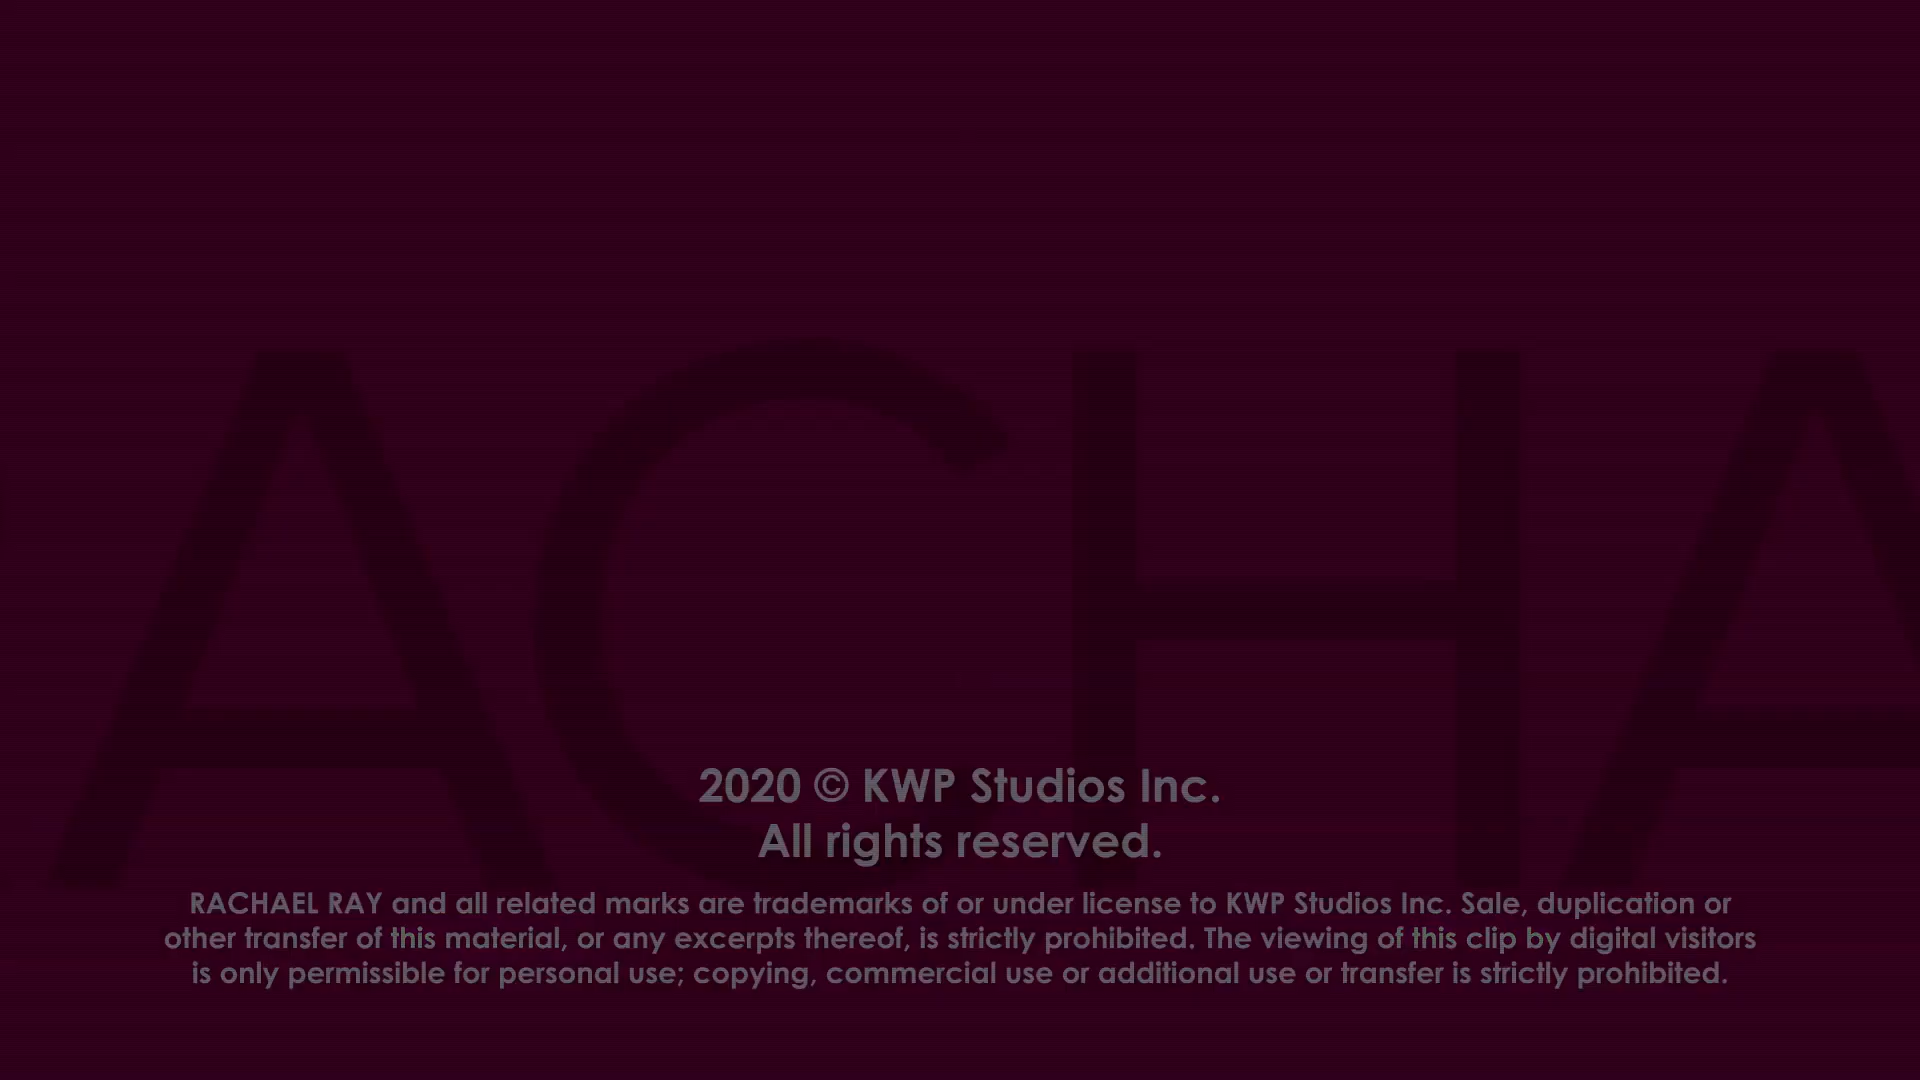 ACHA
2020 © KWP Studios Inc.
All rights reserved.
RACHAEL RAY and all related marks are trademarks of or under license to KWP Studios Inc. Sale, duplication or
other transfer of this material, or any excerpts thereof, is strictly prohibited. The viewing of this clip by digital visitors
is only permissible for personal use; copying, commercial use or additional use or transfer is strictly prohibited.